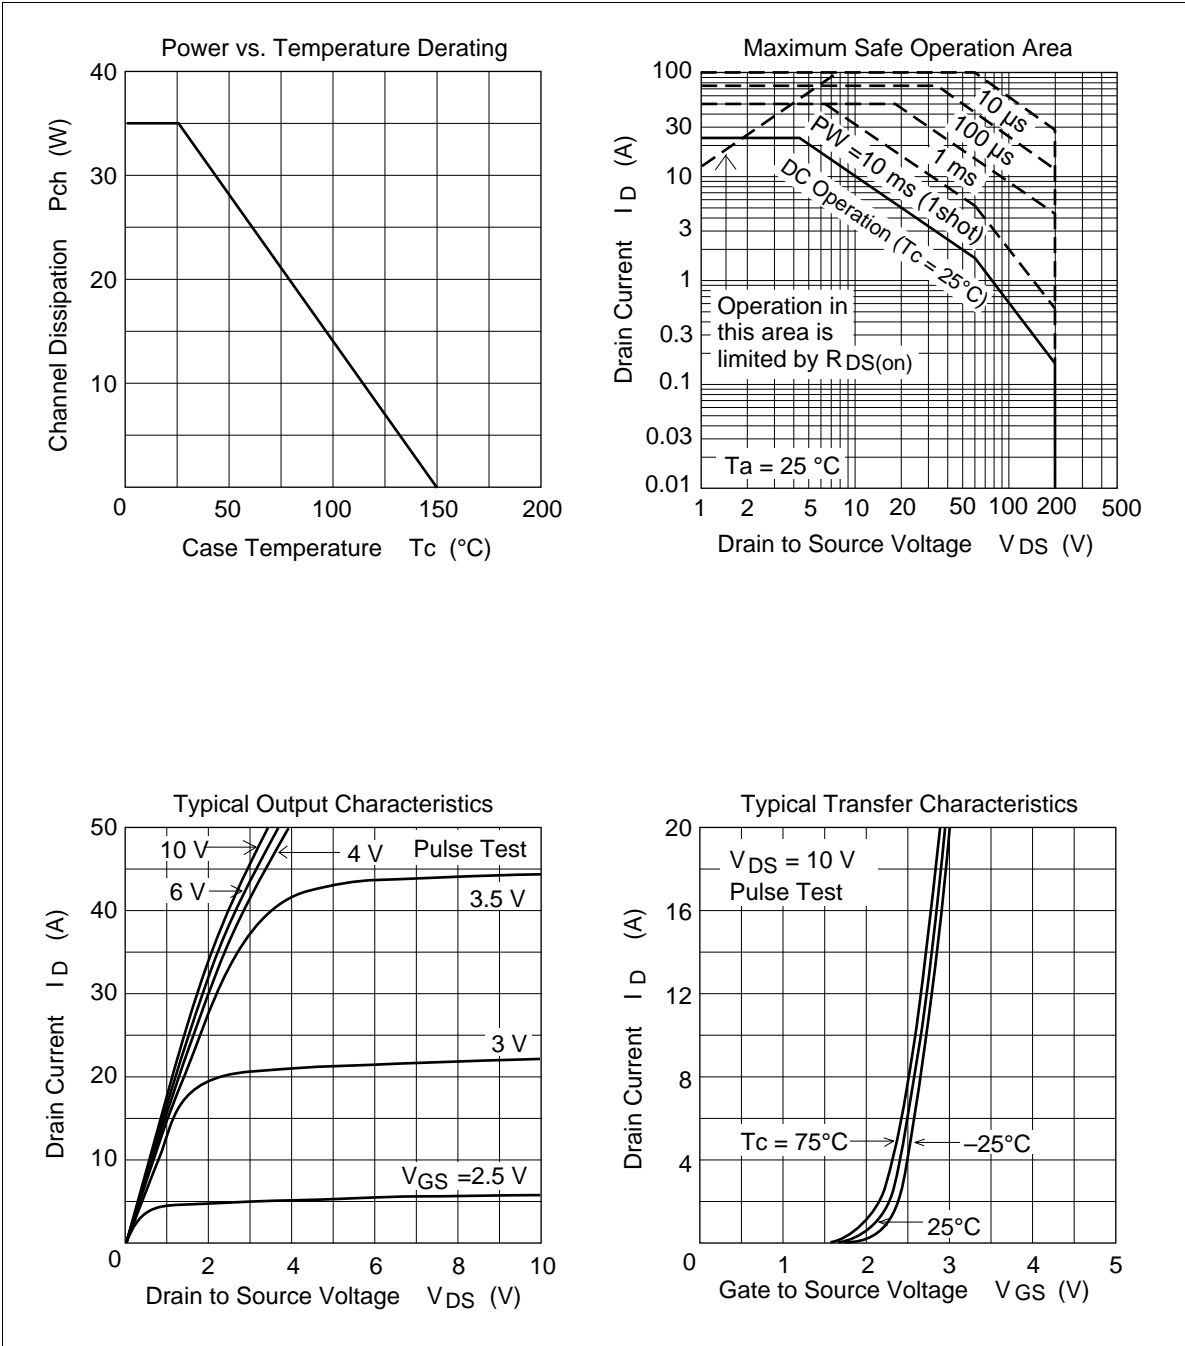 Power vs. Temperature Derating
40
30
20
10
0
50
100
150
200
Channel Dissipation Pch (W)
Case Temperature Tc (°C)
Maximum Safe Operation Area
100
30
10
3
1
0.3
0.1
0.03
0.01
1
2
5
10
20
50
100
200
500
Drain Current I D (A)
Drain to Source Voltage V DS (V)
10 µs
100 µs
1 ms
PW =10 ms (1shot)
DC Operation (Tc = 25°C)
Operation in
this area is
limited by R DS(on)
Ta = 25 °C
Typical Output Characteristics
50
40
30
20
10
0
2
4
6
8
10
Drain Current I D (A)
Drain to Source Voltage V DS (V)
10 V
6 V
4 V
Pulse Test
3.5 V
3 V
VGS =2.5 V
Typical Transfer Characteristics
20
16
12
8
4
0
1
2
3
4
5
Drain Current I D (A)
Gate to Source Voltage V GS (V)
V DS = 10 V
Pulse Test
Tc = 75°C
–25°C
25°C